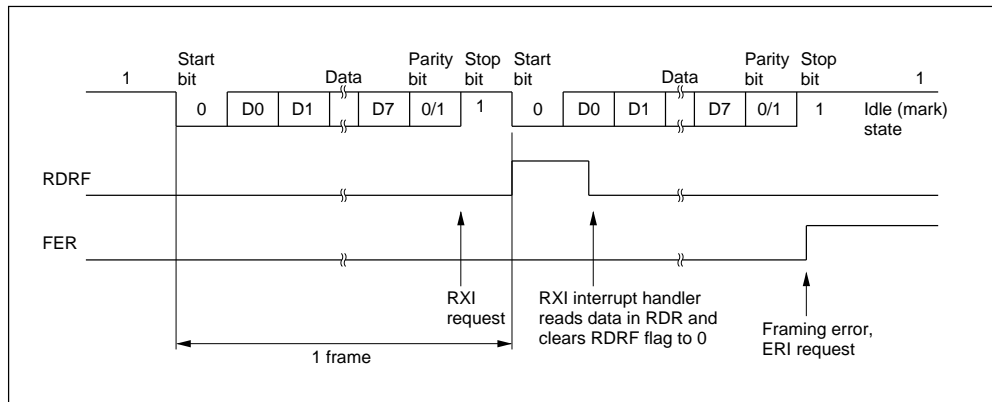 1
Start
bit
Data
Parity
bit
Stop
bit
Start
bit
Data
Parity
bit
Stop
bit
1
0 D0 D1 D7 0/1 1 0 D0 D1 D7 0/1 1
Idle (mark)
state
RDRF
FER
RXI
request
RXI interrupt handler
reads data in RDR and
clears RDRF flag to 0
Framing error,
ERI request
1 frame